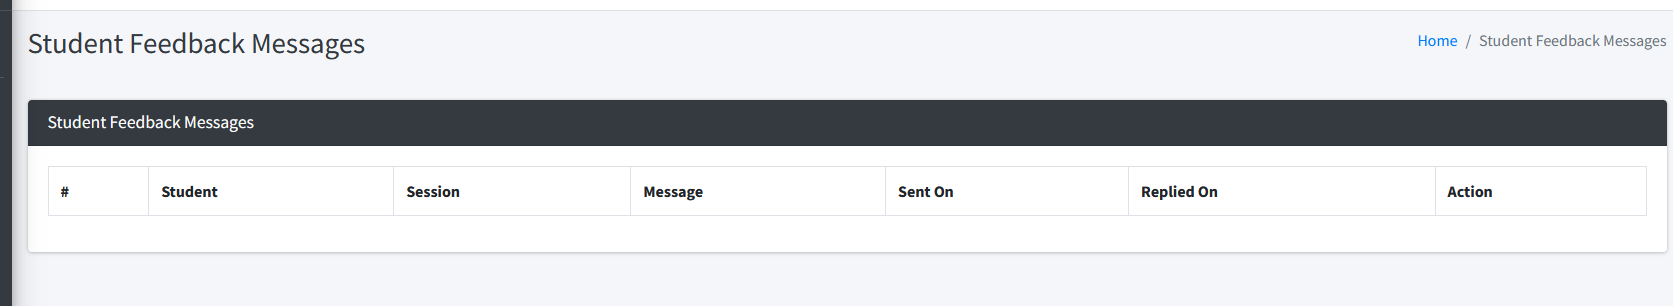 Student Feedback Messages
Home / Student Feedback Messages
Student Feedback Messages
# Student Session Message Sent On Replied On Action